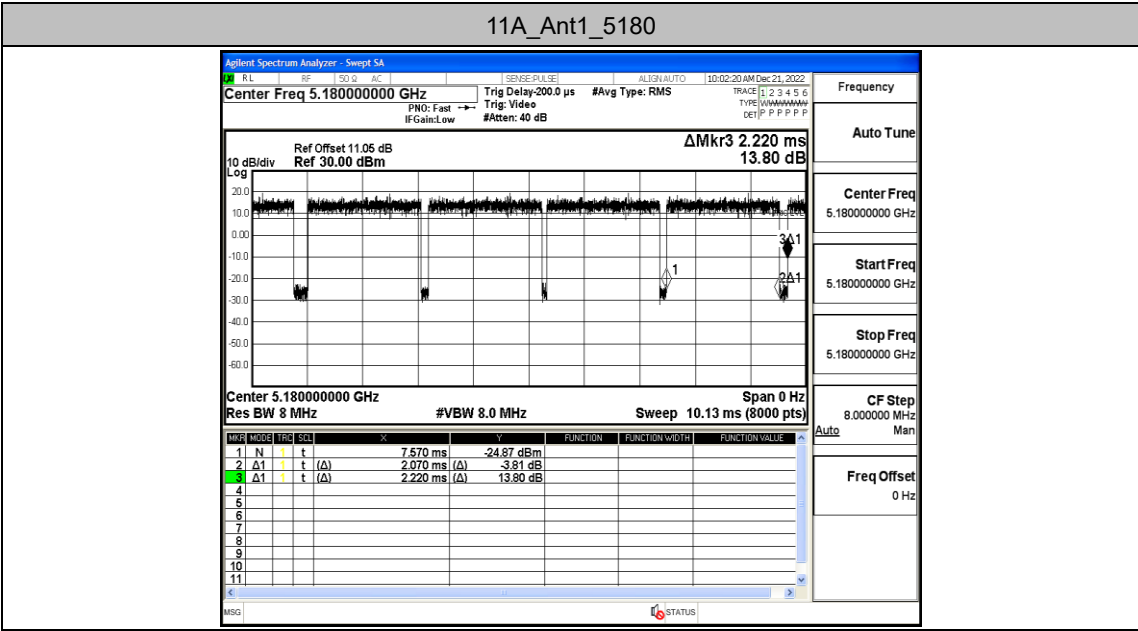 11A_Ant1_5180
Agilent Spectrum Analyzer - Swept SA
RL RF 50 Ω AC SENSE:PULSE ALIGN AUTO 10:02:20 AM Dec 21, 2022
Center Freq 5.180000000 GHz Trig Delay-200.0 µs #Avg Type: RMS TRACE 1 2 3 4 5 6
PNO: Fast Trig: Video TYPE
IFGain:Low #Atten: 40 dB DET P P P P P P
Frequency
Auto Tune
ΔMkr3 2.220 ms
13.80 dB
Ref Offset 11.05 dB
10 dB/div Ref 30.00 dBm
Log
20.0
10.0
0.00
-10.0
-20.0
-30.0
-40.0
-50.0
-60.0
3Δ1
1
2Δ1
Center Freq
5.180000000 GHz
Start Freq
5.180000000 GHz
Stop Freq
5.180000000 GHz
CF Step
8.000000 MHz
Auto Man
Freq Offset
0 Hz
Center 5.180000000 GHz Span 0 Hz
Res BW 8 MHz #VBW 8.0 MHz Sweep 10.13 ms (8000 pts)
MKR MODE TRC SCL X Y FUNCTION FUNCTION WIDTH FUNCTION VALUE
1 N 1 t 7.570 ms -24.87 dBm
2 Δ1 1 t (Δ) 2.070 ms (Δ) -3.81 dB
3 Δ1 1 t (Δ) 2.220 ms (Δ) 13.80 dB
4
5
6
7
8
9
10
11
MSG STATUS